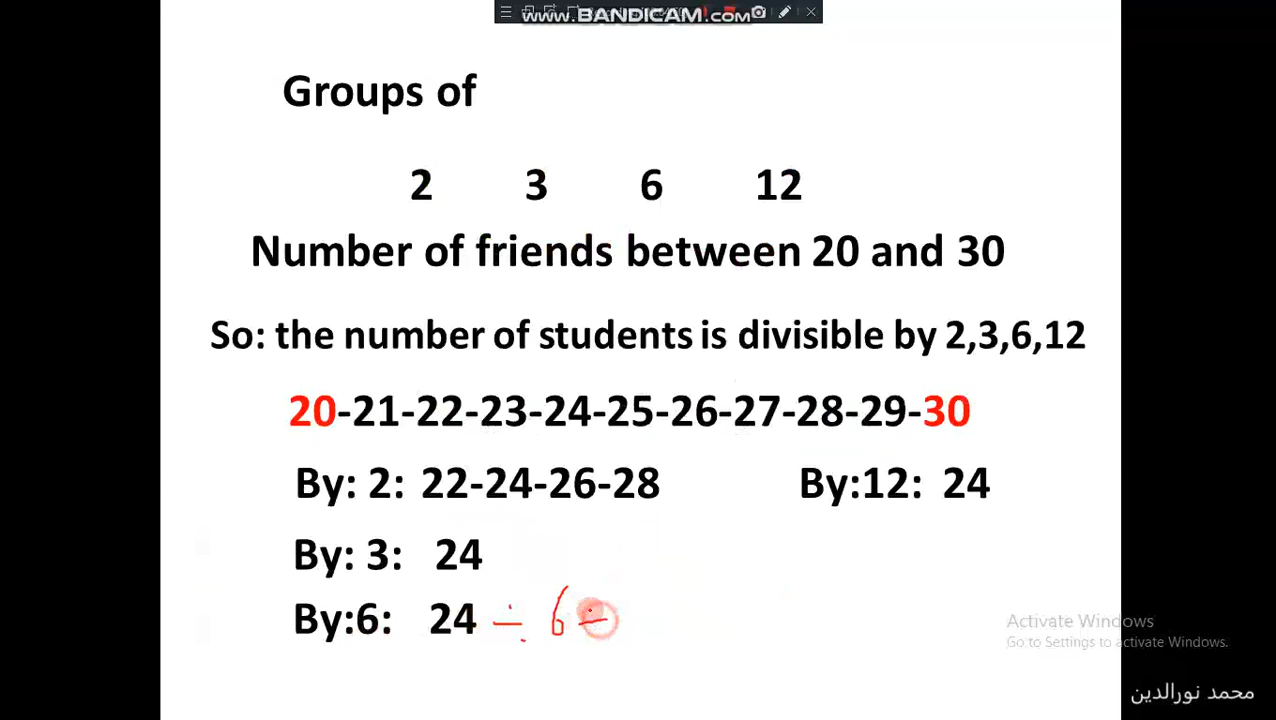 www.BANDICAM.com
Groups of
2 3 6 12
Number of friends between 20 and 30
So: the number of students is divisible by 2,3,6,12
20-21-22-23-24-25-26-27-28-29-30
By: 2: 22-24-26-28 By:12: 24
By: 3: 24
By:6: 24 ÷ 6 =
Activate Windows
Go to Settings to activate Windows.
محمد نورالدين